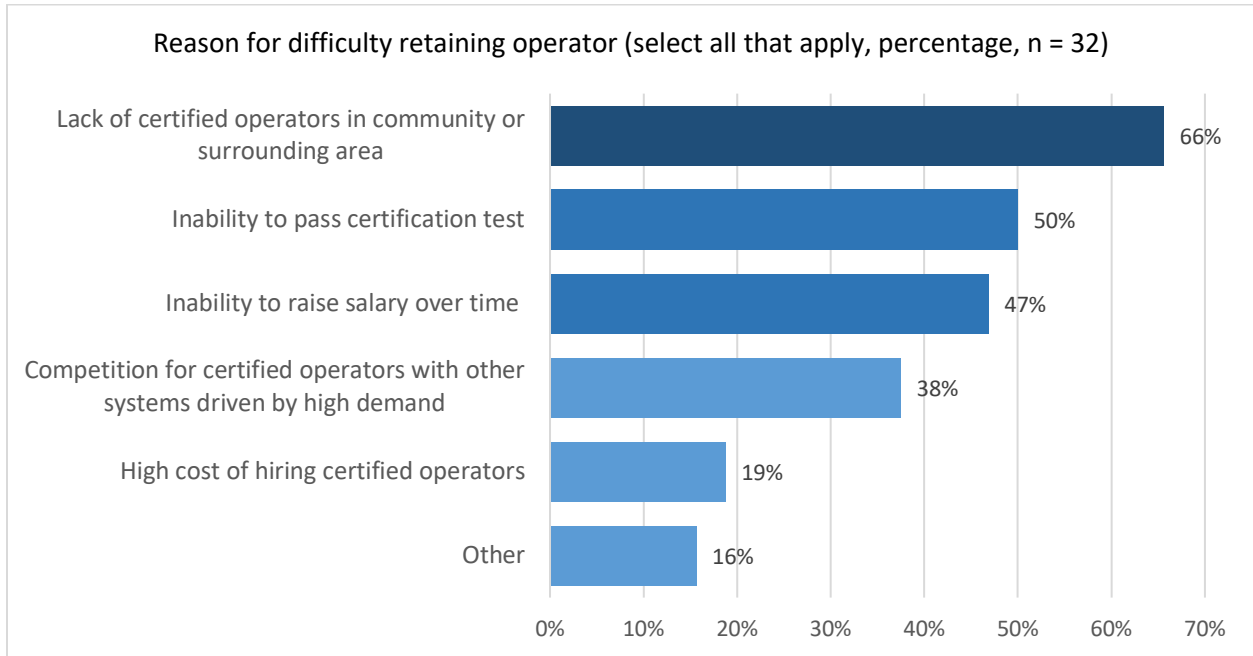 Reason for difficulty retaining operator (select all that apply, percentage, n = 32)
Lack of certified operators in community or
surrounding area
66%
Inability to pass certification test
50%
Inability to raise salary over time
47%
Competition for certified operators with other
systems driven by high demand
38%
High cost of hiring certified operators
19%
Other
16%
0% 10% 20% 30% 40% 50% 60% 70%